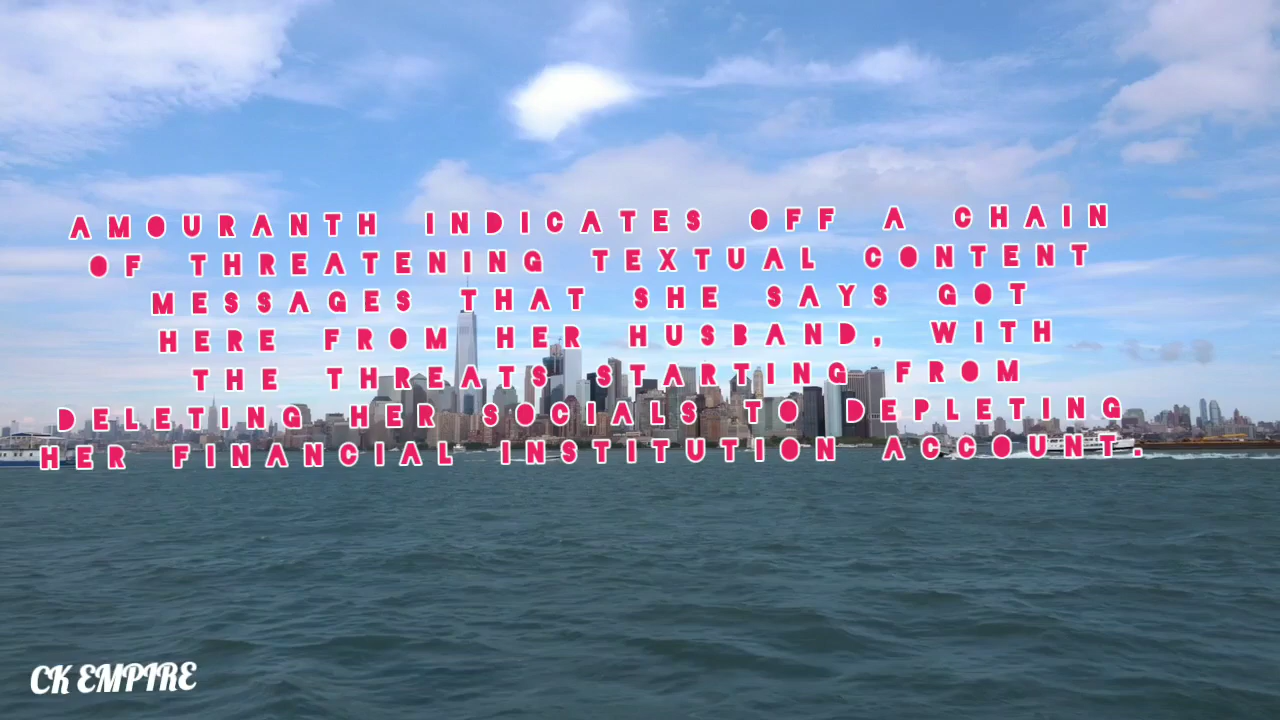 AMOURANTH INDICATES OFF A CHAIN
OF THREATENING TEXTUAL CONTENT
MESSAGES THAT SHE SAYS GOT
HERE FROM HER HUSBAND, WITH
THE THREATS STARTING FROM
DELETING HER SOCIALS TO DEPLETING
HER FINANCIAL INSTITUTION ACCOUNT.
CK EMPIRE